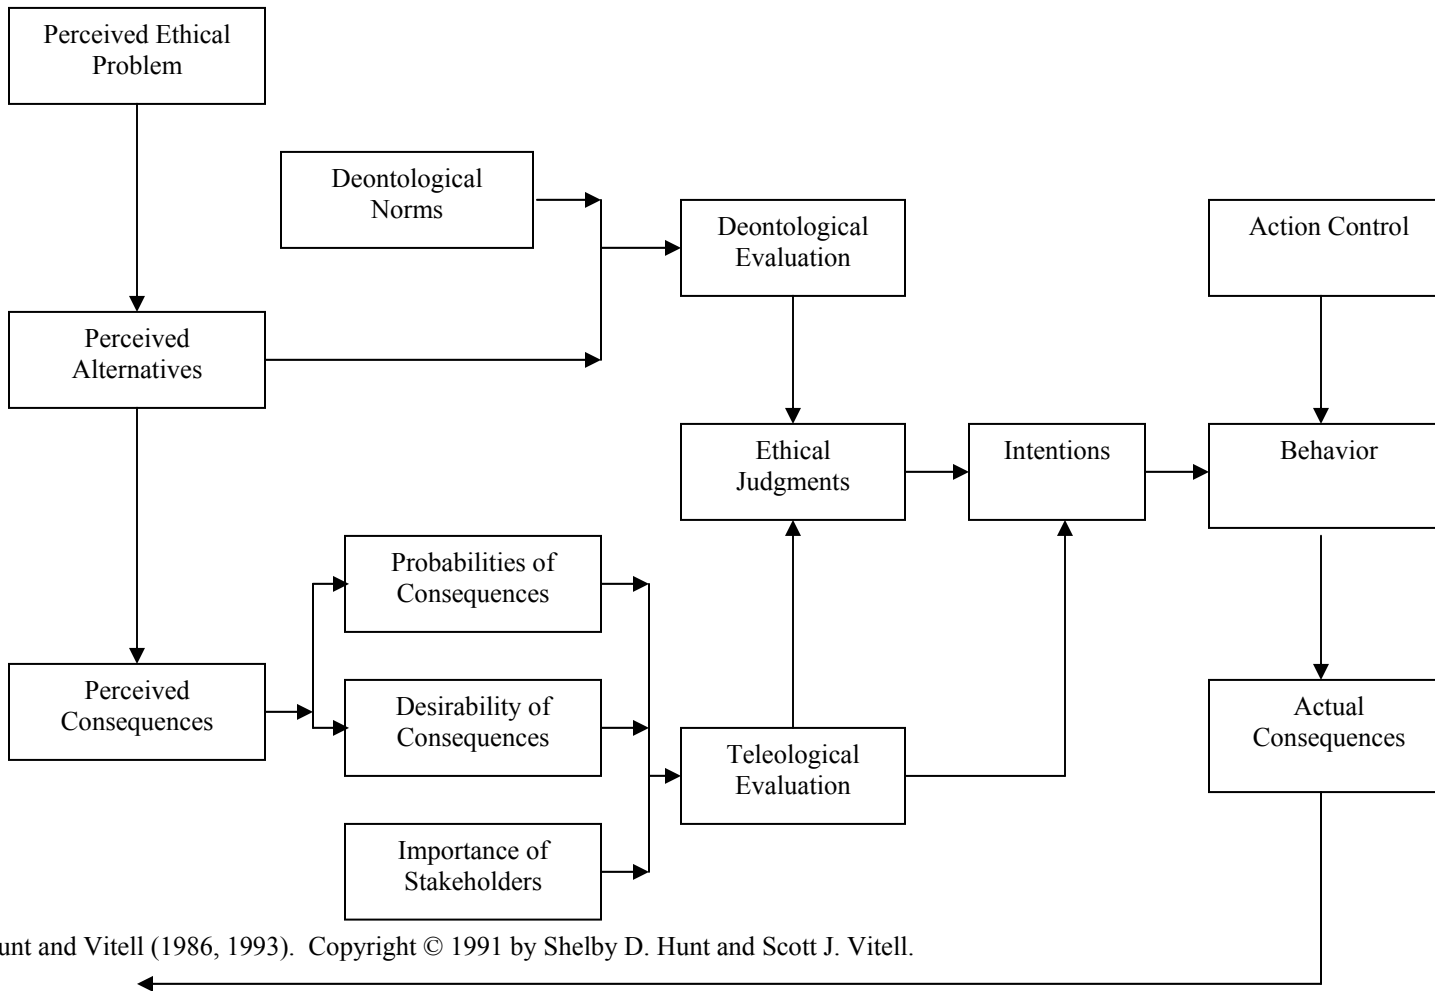 Perceived Ethical
Problem
Deontological
Norms
Deontological
Evaluation
Action Control
Perceived
Alternatives
Ethical
Judgments
Intentions
Behavior
Probabilities of
Consequences
Perceived
Consequences
Desirability of
Consequences
Teleological
Evaluation
Actual
Consequences
Importance of
Stakeholders
unt and Vitell (1986, 1993).  Copyright © 1991 by Shelby D. Hunt and Scott J. Vitell.